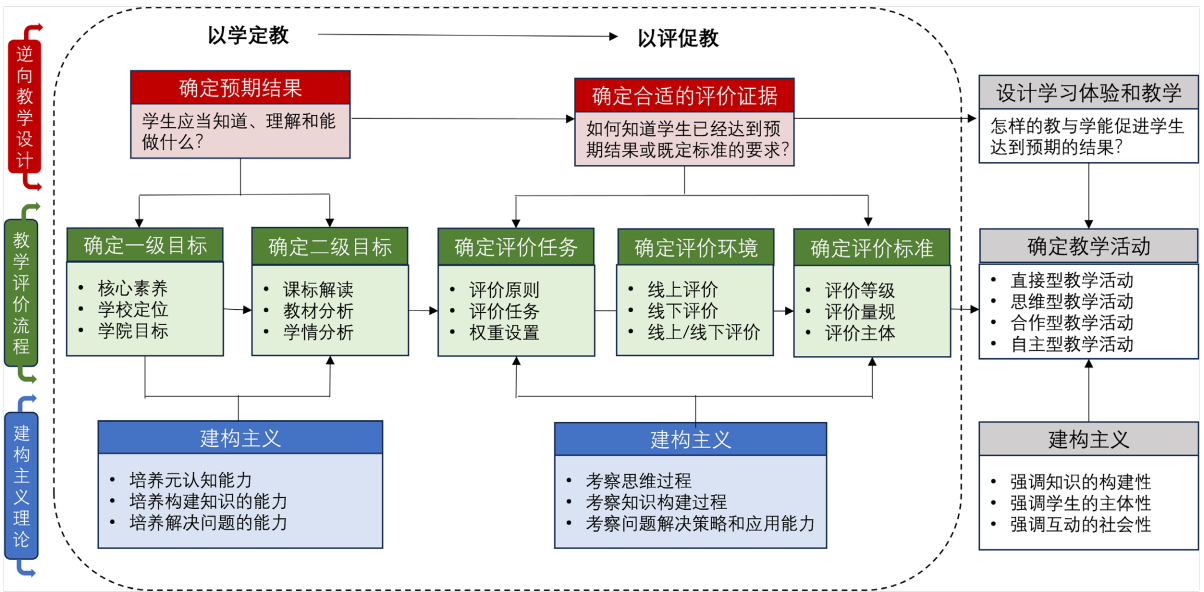 以学定教
以评促教
逆向教学设计
确定预期结果
学生应当知道、理解和能
做什么?
确定合适的评价证据
如何知道学生已经达到预
期结果或既定标准的要求?
设计学习体验和教学
怎样的教与学能促进学生
达到预期的结果?
教学评价流程
确定一级目标
• 核心素养
• 学校定位
• 学院目标
确定二级目标
• 课标解读
• 教材分析
• 学情分析
确定评价任务
• 评价原则
• 评价任务
• 权重设置
确定评价环境
• 线上评价
• 线下评价
• 线上/线下评价
确定评价标准
• 评价等级
• 评价量规
• 评价主体
确定教学活动
• 直接型教学活动
• 思维型教学活动
• 合作型教学活动
• 自主型教学活动
建构主义理论
建构主义
• 培养元认知能力
• 培养构建知识的能力
• 培养解决问题的能力
建构主义
• 考察思维过程
• 考察知识构建过程
• 考察问题解决策略和应用能力
建构主义
• 强调知识的构建性
• 强调学生的主体性
• 强调互动的社会性